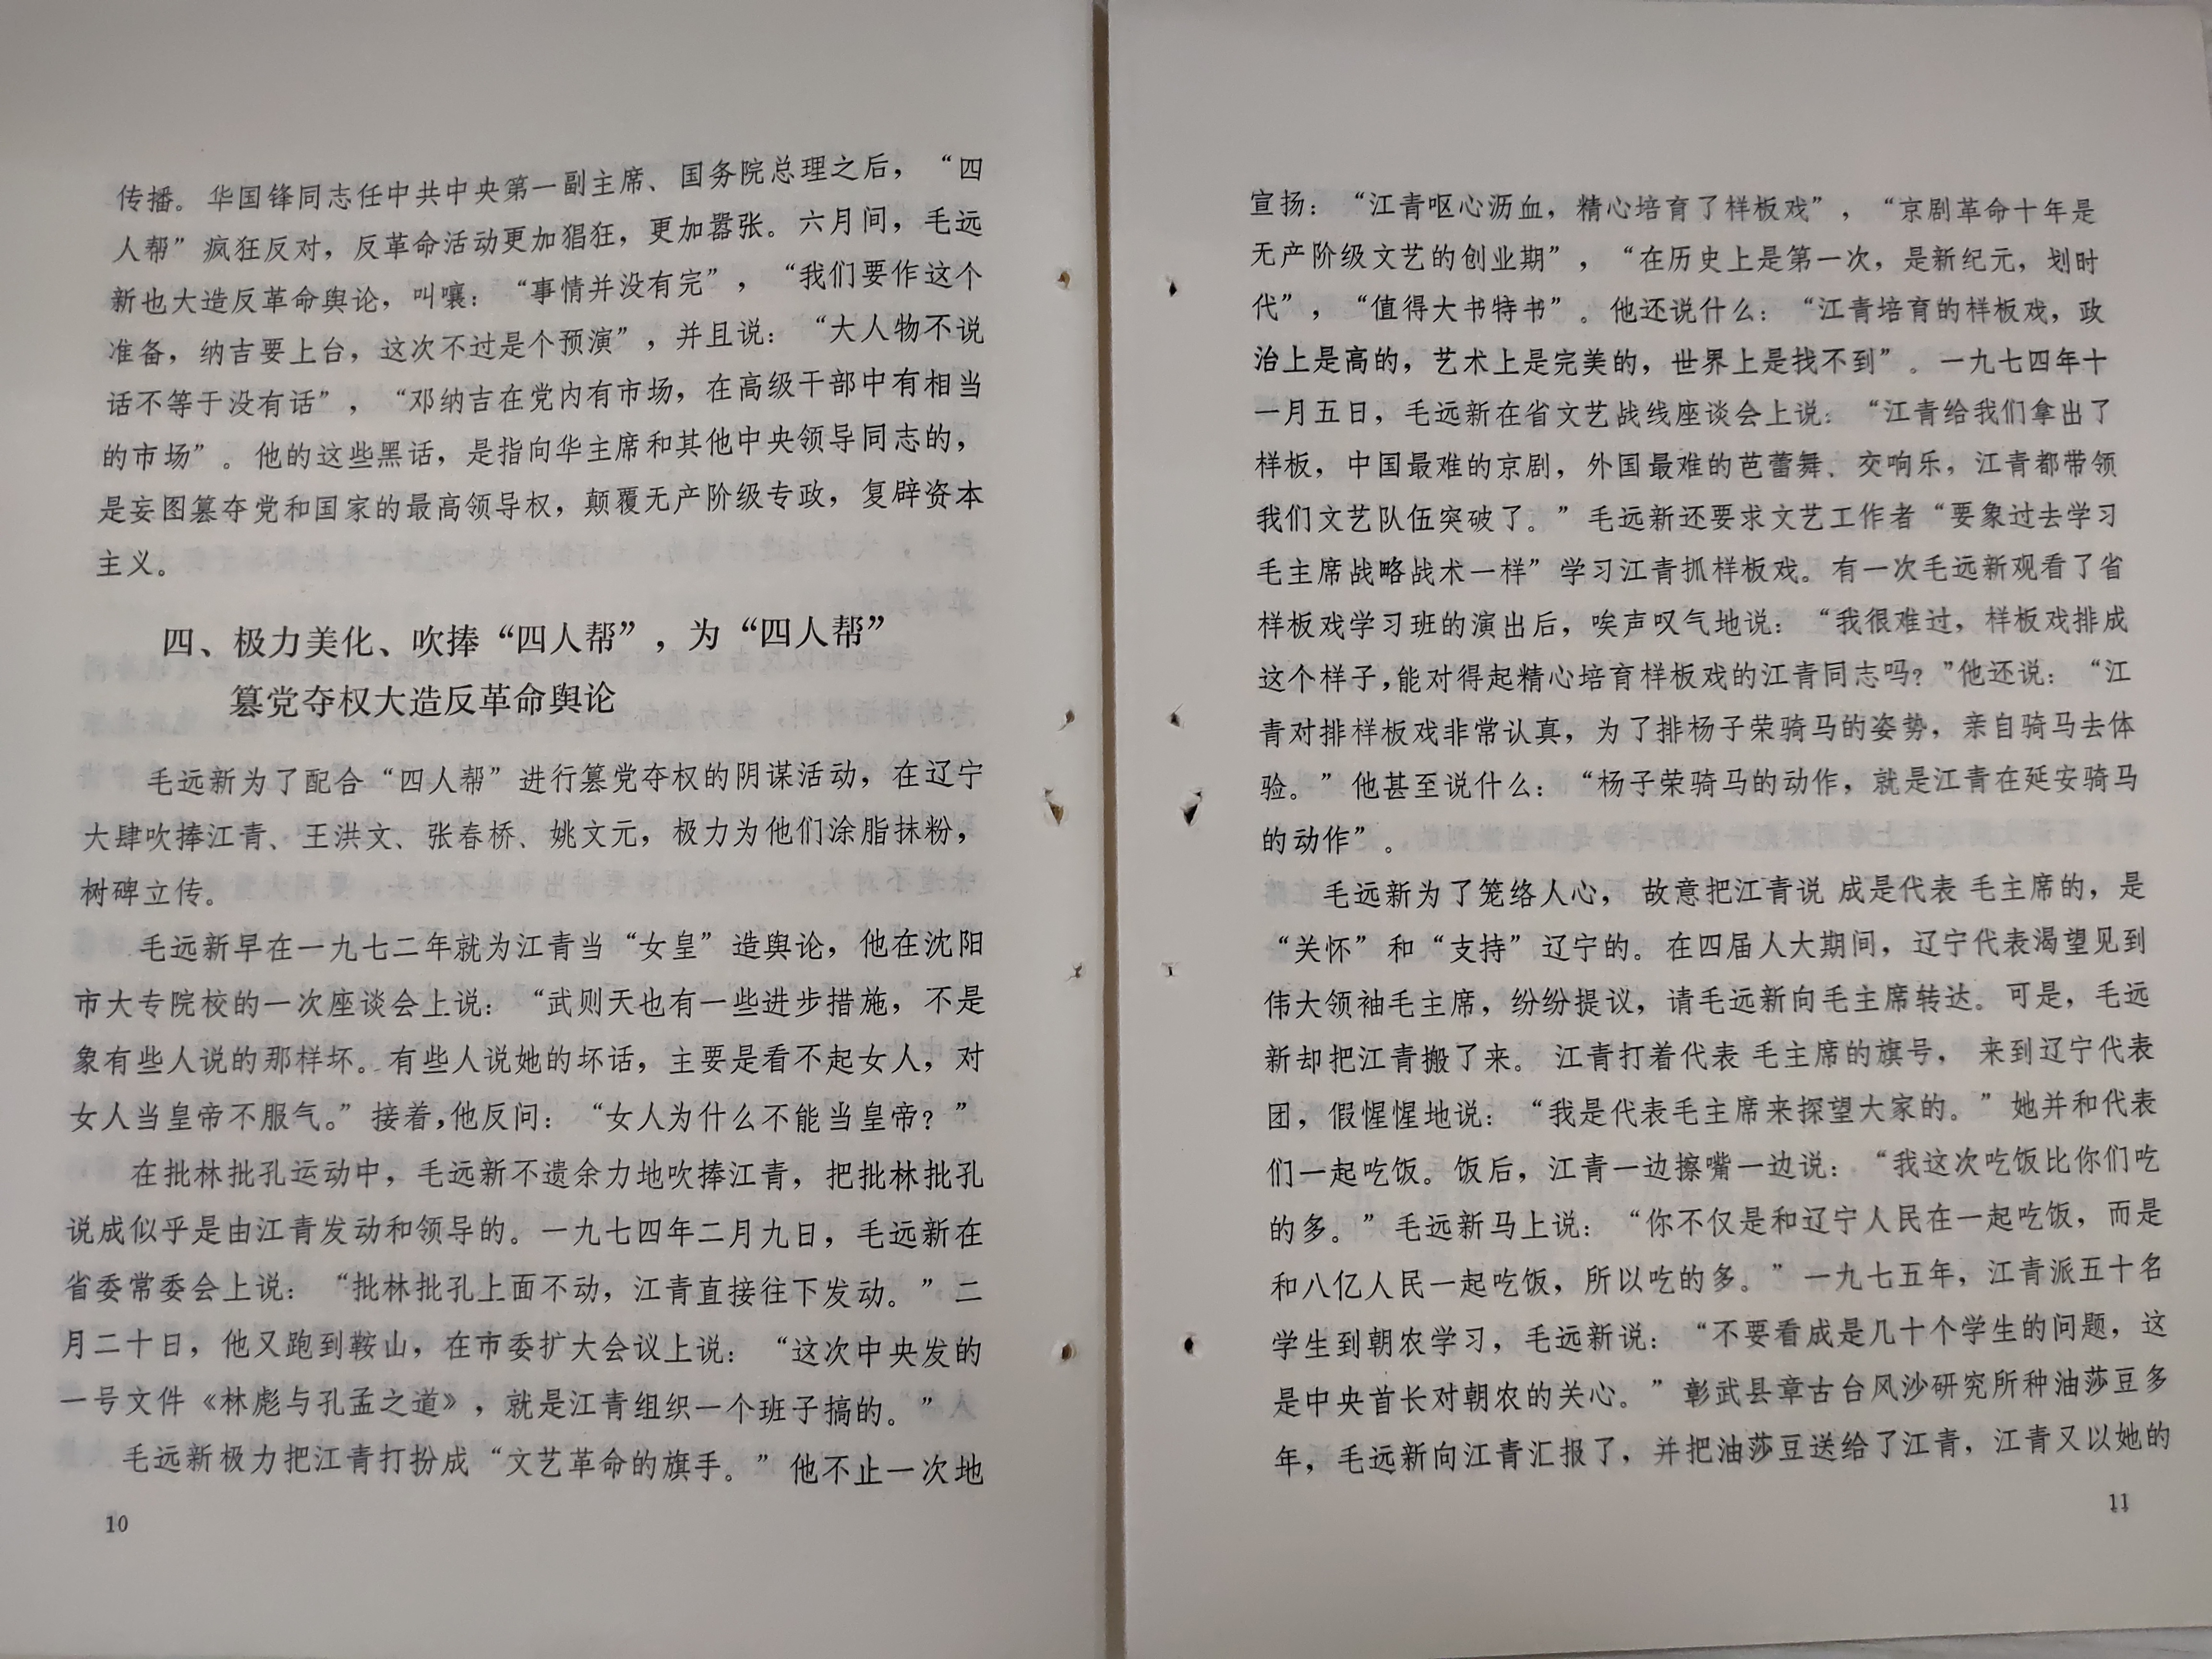 传播。华国锋同志任中共中央第一副主席、国务院总理之后，“四
人帮”疯狂反对，反革命活动更加猖狂，更加嚣张。六月间，毛远
新也大造反革命舆论，叫嚷：“事情并没有完”，“我们要作这个
准备，纳吉要上台，这次不过是个预演”，并且说：“大人物不说
话不等于没有话”，“邓纳吉在党内有市场，在高级干部中有相当
的市场”。他的这些黑话，是指向华主席和其他中央领导同志的，
是妄图篡夺党和国家的最高领导权，颠覆无产阶级专政，复辟资本
主义。
四、极力美化、吹捧“四人帮”，为“四人帮”
篡党夺权大造反革命舆论
毛远新为了配合“四人帮”进行篡党夺权的阴谋活动，在辽宁
大肆吹捧江青、王洪文、张春桥、姚文元，极力为他们涂脂抹粉，
树碑立传。
毛远新早在一九七二年就为江青当“女皇”造舆论，他在沈阳
市大专院校的一次座谈会上说：“武则天也有一些进步措施，不是
象有些人说的那样坏。有些人说她的坏话，主要是看不起女人，对
女人当皇帝不服气。”接着，他反问：“女人为什么不能当皇帝？”
在批林批孔运动中，毛远新不遗余力地吹捧江青，把批林批孔
说成似乎是由江青发动和领导的。一九七四年二月九日，毛远新在
省委常委会上说：“批林批孔上面不动，江青直接往下发动。”二
月二十日，他又跑到鞍山，在市委扩大会议上说：“这次中央发的
一号文件《林彪与孔孟之道》，就是江青组织一个班子搞的。”
毛远新极力把江青打扮成“文艺革命的旗手。”他不止一次地
10
宣扬：“江青呕心沥血，精心培育了样板戏”，“京剧革命十年是
无产阶级文艺的创业期”，“在历史上是第一次，是新纪元，划时
代”，“值得大书特书”。他还说什么：“江青培育的样板戏，政
治上是高的，艺术上是完美的，世界上是找不到”。一九七四年十
一月五日，毛远新在省文艺战线座谈会上说：“江青给我们拿出了
样板，中国最难的京剧，外国最难的芭蕾舞、交响乐，江青都带领
我们文艺队伍突破了。”毛远新还要求文艺工作者“要象过去学习
毛主席战略战术一样”学习江青抓样板戏。有一次毛远新观看了省
样板戏学习班的演出后，唉声叹气地说：“我很难过，样板戏排成
这个样子，能对得起精心培育样板戏的江青同志吗？”他还说：“江
青对排样板戏非常认真，为了排杨子荣骑马的姿势，亲自骑马去体
验。”他甚至说什么：“杨子荣骑马的动作，就是江青在延安骑马
的动作”。
毛远新为了笼络人心，故意把江青说成是代表毛主席的，是
“关怀”和“支持”辽宁的。在四届人大期间，辽宁代表渴望见到
伟大领袖毛主席，纷纷提议，请毛远新向毛主席转达。可是，毛远
新却把江青搬了来。江青打着代表毛主席的旗号，来到辽宁代表
团，假惺惺地说：“我是代表毛主席来探望大家的。”她并和代表
们一起吃饭。饭后，江青一边擦嘴一边说：“我这次吃饭比你们吃
的多。”毛远新马上说：“你不仅是和辽宁人民在一起吃饭，而是
和八亿人民一起吃饭，所以吃的多。”一九七五年，江青派五十名
学生到朝农学习，毛远新说：“不要看成是几十个学生的问题，这
是中央首长对朝农的关心。”彰武县章古台风沙研究所种油莎豆多
年，毛远新向江青汇报了，并把油莎豆送给了江青，江青又以她的
11